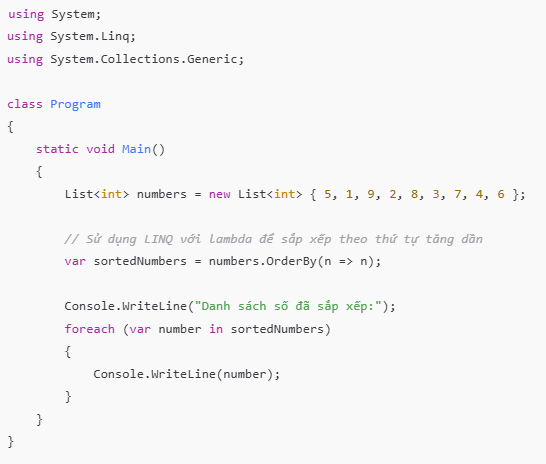 using System;
using System.Linq;
using System.Collections.Generic;

class Program
{
    static void Main()
    {
        List<int> numbers = new List<int> { 5, 1, 9, 2, 8, 3, 7, 4, 6 };

        // Sử dụng LINQ với lambda để sắp xếp theo thứ tự tăng dần
        var sortedNumbers = numbers.OrderBy(n => n);

        Console.WriteLine("Danh sách số đã sắp xếp:");
        foreach (var number in sortedNumbers)
        {
            Console.WriteLine(number);
        }
    }
}